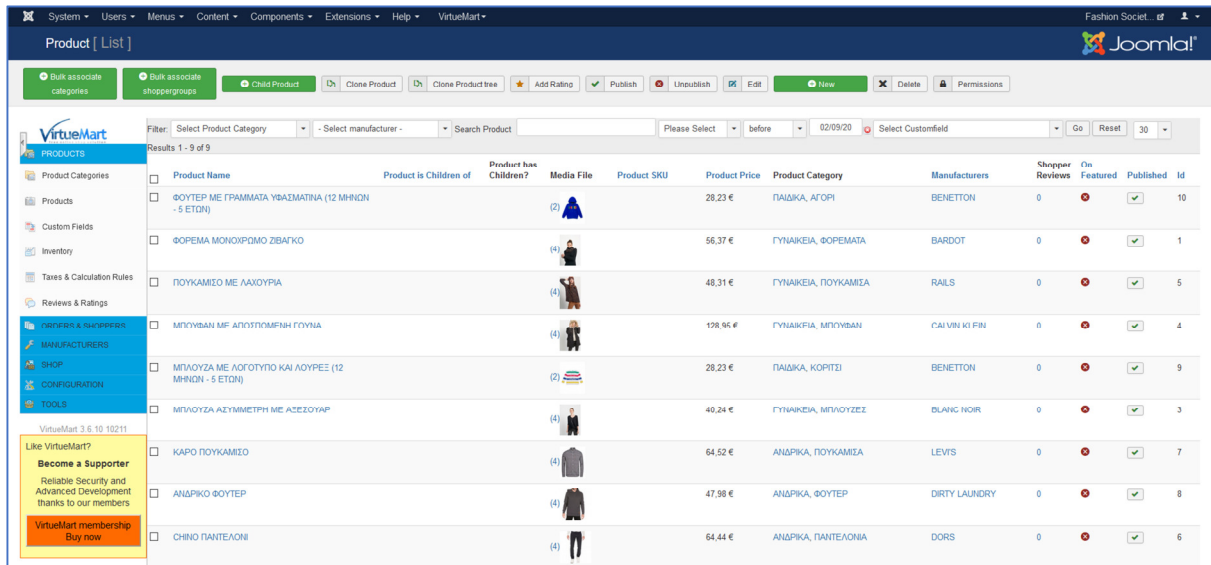 System Users Menus Content Components Extensions Help VirtueMart Fashion Societ...
Product [ List ] Joomla!®
Bulk associate categories Bulk associate shoppergroups Child Product Clone Product Clone Product tree Add Rating Publish Unpublish Edit New Delete Permissions
VirtueMart
Filter: Select Product Category - Select manufacturer - Search Product Please Select before 02/09/20 Select Customfield Go Reset 30
Results 1 - 9 of 9
PRODUCTS
Product Categories
Products
Custom Fields
Inventory
Taxes & Calculation Rules
Reviews & Ratings
ORDERS & SHOPPERS
MANUFACTURERS
SHOP
CONFIGURATION
TOOLS
VirtueMart 3.6.10 10211
Like VirtueMart?
Become a Supporter
Reliable Security and
Advanced Development
thanks to our members
VirtueMart membership
Buy now
Product Name Product is Children of Product has Children? Media File Product SKU Product Price Product Category Manufacturers Shopper Reviews On Featured Published Id
ΦΟΥΤΕΡ ΜΕ ΓΡΑΜΜΑΤΑ ΥΦΑΣΜΑΤΙΝΑ (12 ΜΗΝΩΝ
- 5 ΕΤΩΝ) (2) 28,23 € ΠΑΙΔΙΚΑ, ΑΓΟΡΙ BENETTON 0 10
ΦΟΡΕΜΑ ΜΟΝΟΧΡΩΜΟ ΖΙΒΑΓΚΟ (4) 56,37 € ΓΥΝΑΙΚΕΙΑ, ΦΟΡΕΜΑΤΑ BARDOT 0 1
ΠΟΥΚΑΜΙΣΟ ΜΕ ΛΑΧΟΥΡΙΑ (4) 48,31 € ΓΥΝΑΙΚΕΙΑ, ΠΟΥΚΑΜΙΣΑ RAILS 0 5
ΜΠΟΥΦΑΝ ΜΕ ΑΠΟΣΠΩΜΕΝΗ ΓΟΥΝΑ (4) 128,95 € ΓΥΝΑΙΚΕΙΑ, ΜΠΟΥΦΑΝ CALVIN KLEIN 0 4
ΜΠΛΟΥΖΑ ΜΕ ΛΟΓΟΤΥΠΟ ΚΑΙ ΛΟΥΡΕΞ (12
ΜΗΝΩΝ - 5 ΕΤΩΝ) (2) 28,23 € ΠΑΙΔΙΚΑ, ΚΟΡΙΤΣΙ BENETTON 0 9
ΜΠΛΟΥΖΑ ΑΣΥΜΜΕΤΡΗ ΜΕ ΑΞΕΣΟΥΑΡ (4) 40,24 € ΓΥΝΑΙΚΕΙΑ, ΜΠΛΟΥΖΕΣ BLANC NOIR 0 3
ΚΑΡΟ ΠΟΥΚΑΜΙΣΟ (4) 64,52 € ΑΝΔΡΙΚΑ, ΠΟΥΚΑΜΙΣΑ LEVI'S 0 7
ΑΝΔΡΙΚΟ ΦΟΥΤΕΡ (4) 47,98 € ΑΝΔΡΙΚΑ, ΦΟΥΤΕΡ DIRTY LAUNDRY 0 8
CHINO ΠΑΝΤΕΛΟΝΙ (4) 64,44 € ΑΝΔΡΙΚΑ, ΠΑΝΤΕΛΟΝΙΑ DORS 0 6